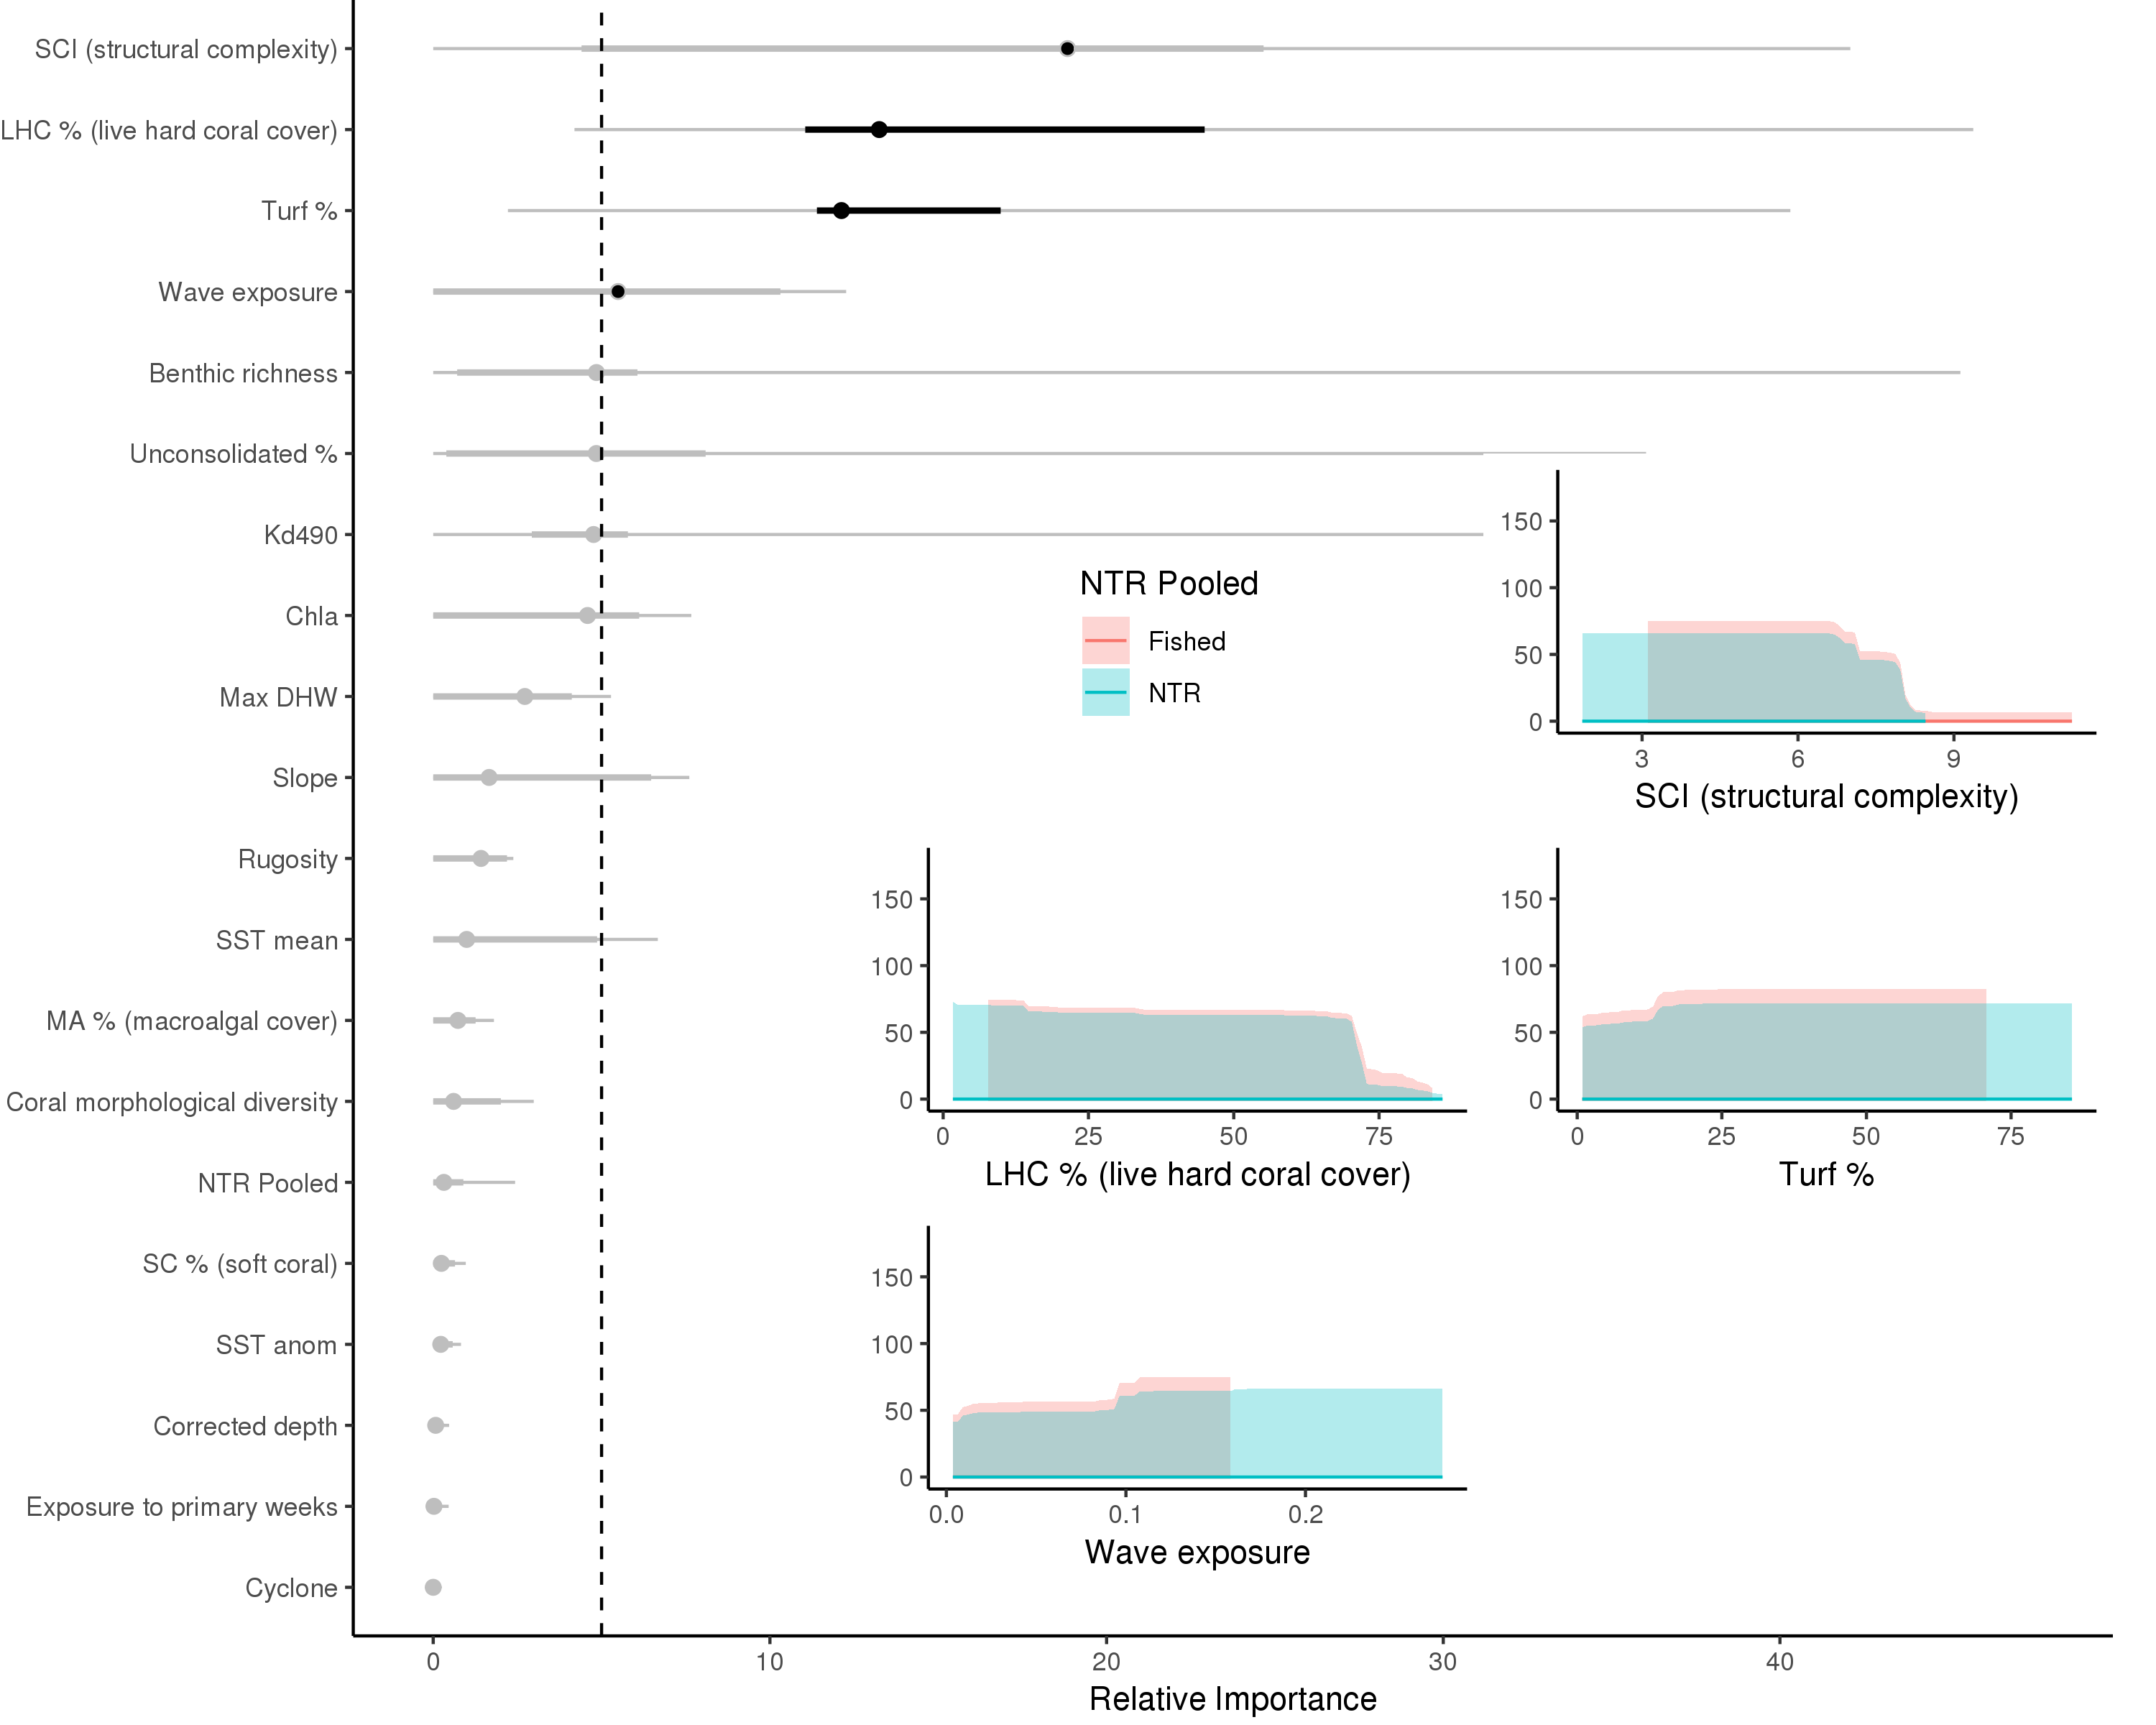 SCI (structural complexity)
LHC % (live hard coral cover)
Turf %
Wave exposure
Benthic richness
Unconsolidated %
Kd490
Chla
Max DHW
Slope
Rugosity
SST mean
MA % (macroalgal cover)
Coral morphological diversity
NTR Pooled
SC % (soft coral)
SST anom
Corrected depth
Exposure to primary weeks
Cyclone
0 10 20 30 40
Relative Importance
NTR Pooled
Fished
NTR
150
100
50
0
3 6 9
SCI (structural complexity)
150
100
50
0
0 25 50 75
LHC % (live hard coral cover)
150
100
50
0
0 25 50 75
Turf %
150
100
50
0
0.0 0.1 0.2
Wave exposure